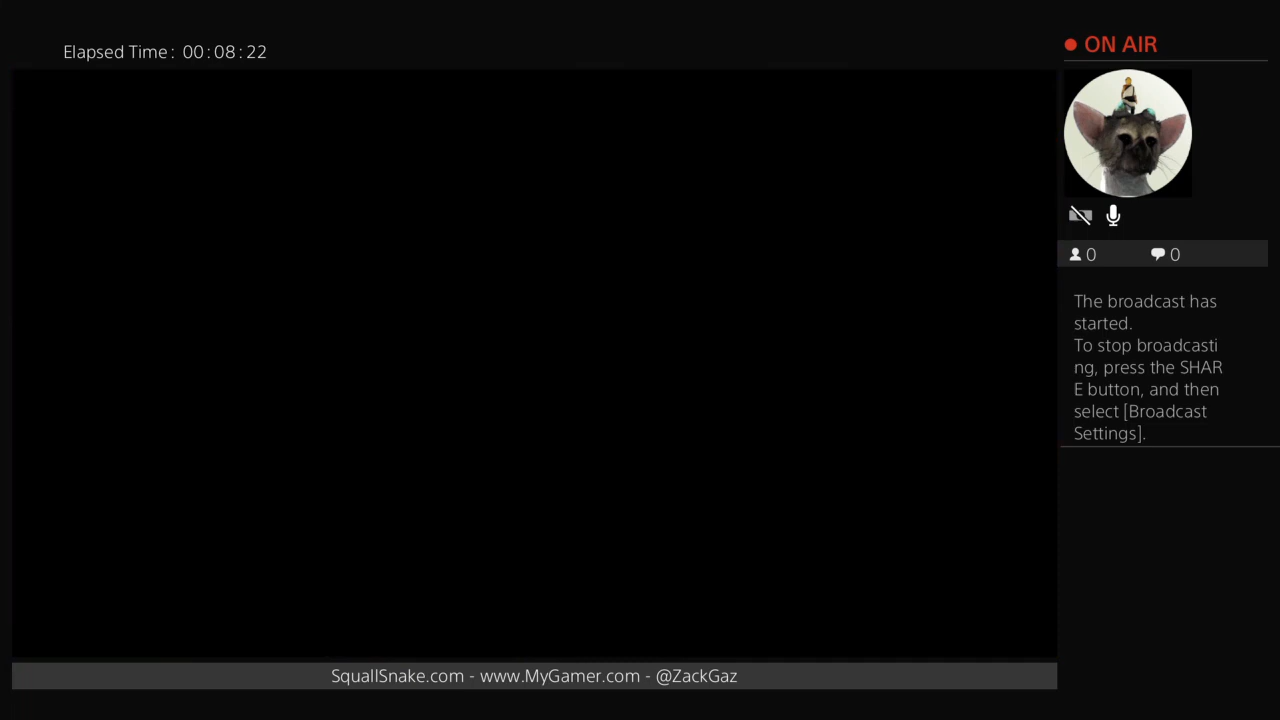 Elapsed Time: 00:08:22
ON AIR
0 0
The broadcast has
started.
To stop broadcasti
ng, press the SHAR
E button, and then
select [Broadcast
Settings].
SquallSnake.com - www.MyGamer.com - @ZackGaz